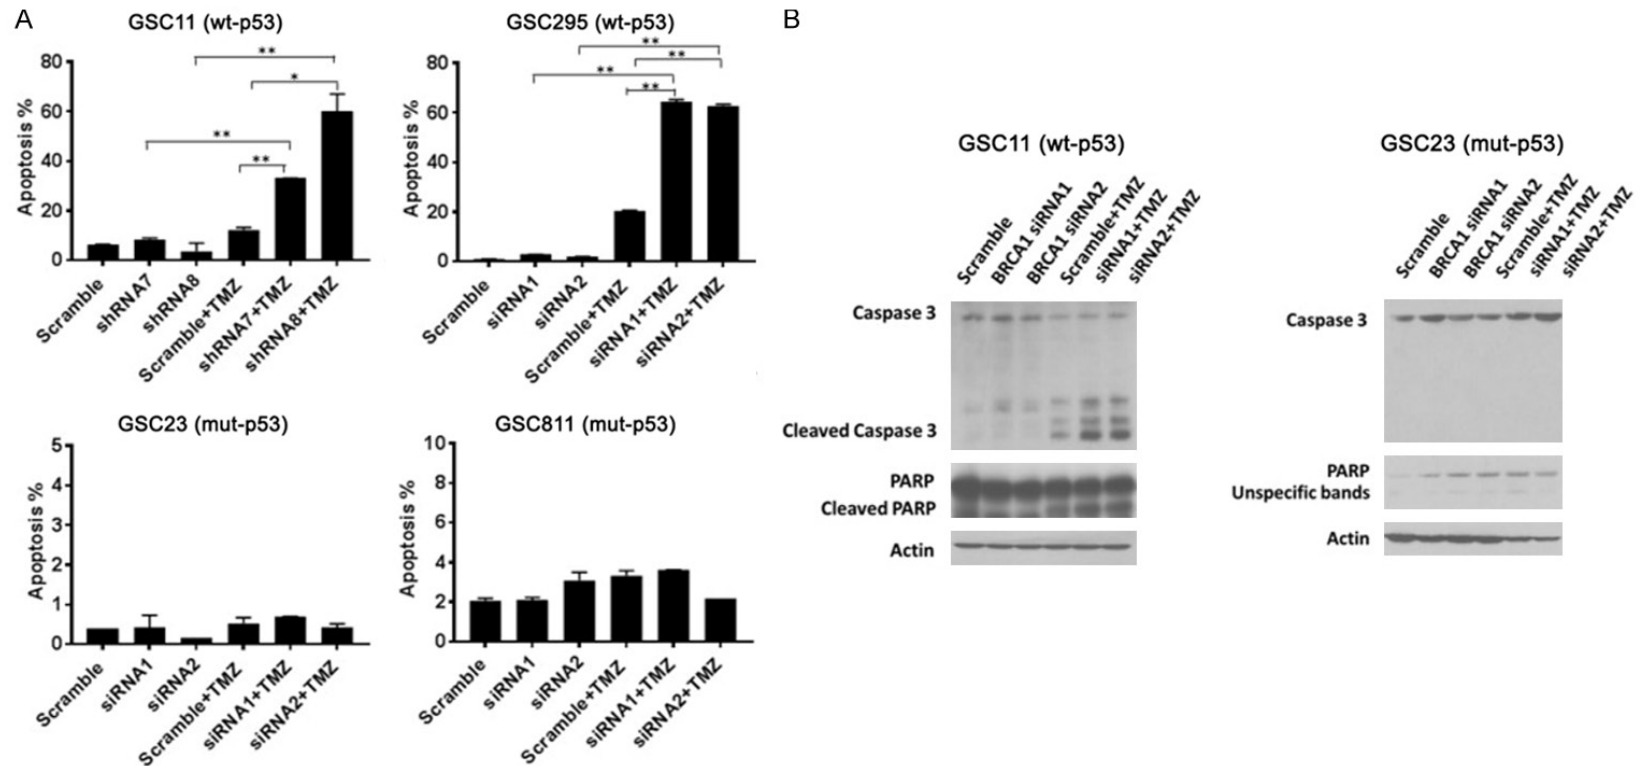 A
GSC11 (wt-p53)
Apoptosis %
80
60
40
20
0
**
*
**
**
Scramble
shRNA7
shRNA8
Scramble+TMZ
shRNA7+TMZ
shRNA8+TMZ
GSC295 (wt-p53)
Apoptosis %
80
60
40
20
0
**
**
**
**
Scramble
siRNA1
siRNA2
Scramble+TMZ
siRNA1+TMZ
siRNA2+TMZ
GSC23 (mut-p53)
Apoptosis %
5
4
3
2
1
0
Scramble
siRNA1
siRNA2
Scramble+TMZ
siRNA1+TMZ
siRNA2+TMZ
GSC811 (mut-p53)
Apoptosis %
10
8
6
4
2
0
Scramble
siRNA1
siRNA2
Scramble+TMZ
siRNA1+TMZ
siRNA2+TMZ
B
GSC11 (wt-p53)
Scramble
BRCA1 siRNA1
BRCA1 siRNA2
Scramble+TMZ
siRNA1+TMZ
siRNA2+TMZ
Caspase 3
Cleaved Caspase 3
PARP
Cleaved PARP
Actin
GSC23 (mut-p53)
Scramble
BRCA1 siRNA1
BRCA1 siRNA2
Scramble+TMZ
siRNA1+TMZ
siRNA2+TMZ
Caspase 3
PARP
Unspecific bands
Actin